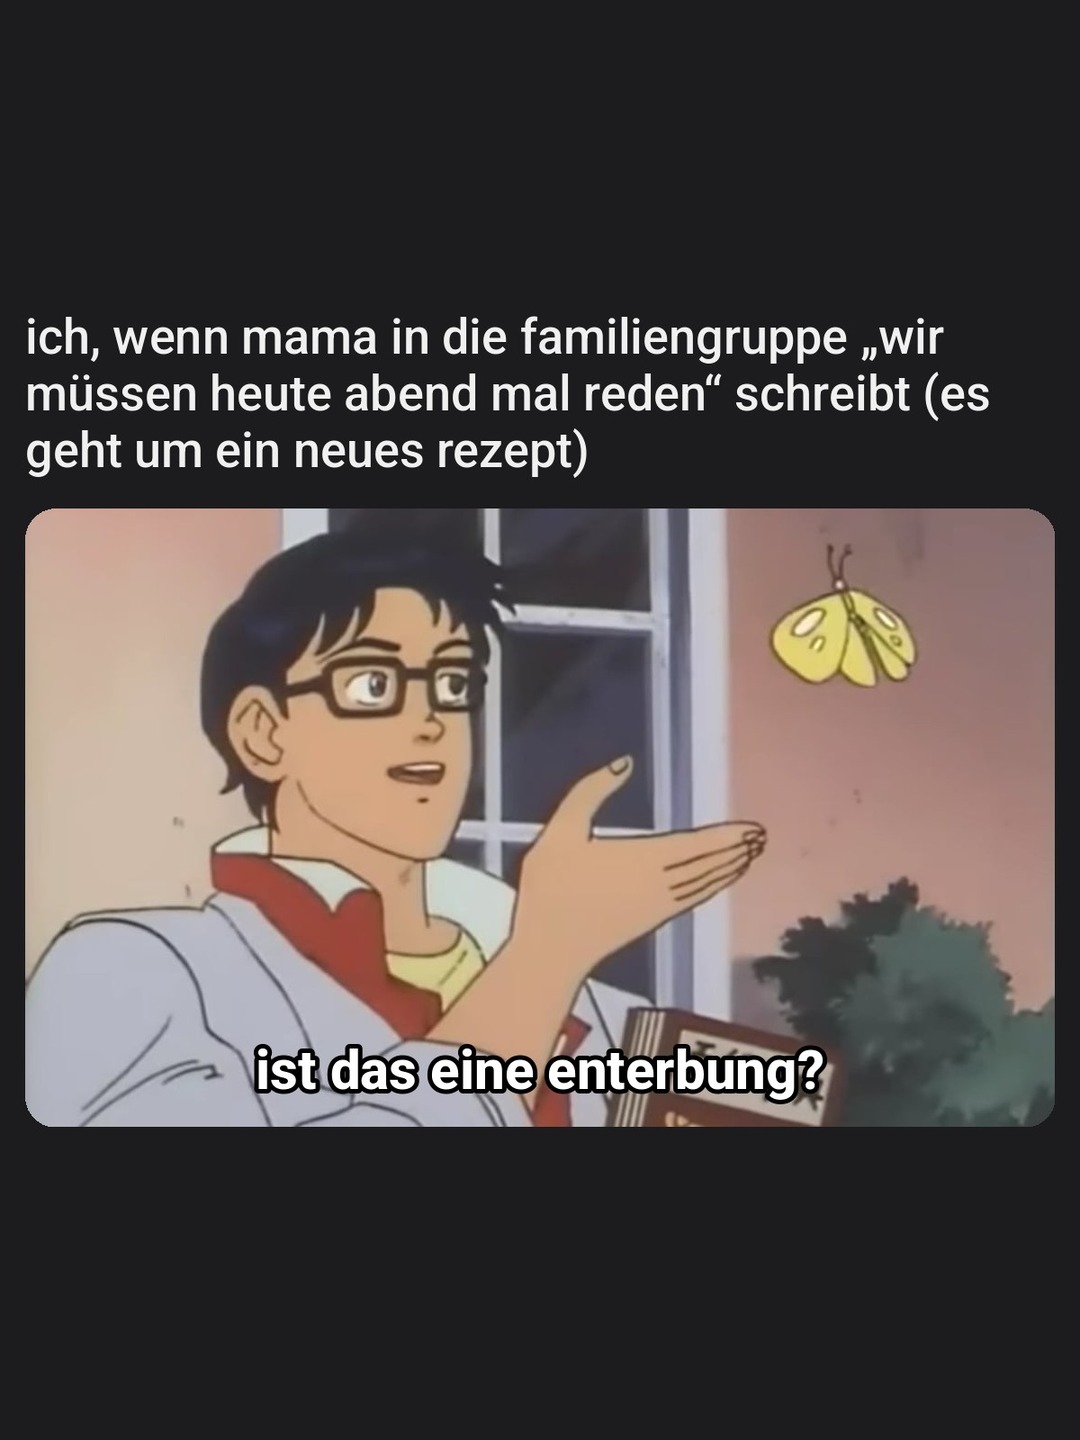 ich, wenn mama in die familiengruppe „wir
müssen heute abend mal reden“ schreibt (es
geht um ein neues rezept)
ist das eine enterbung?